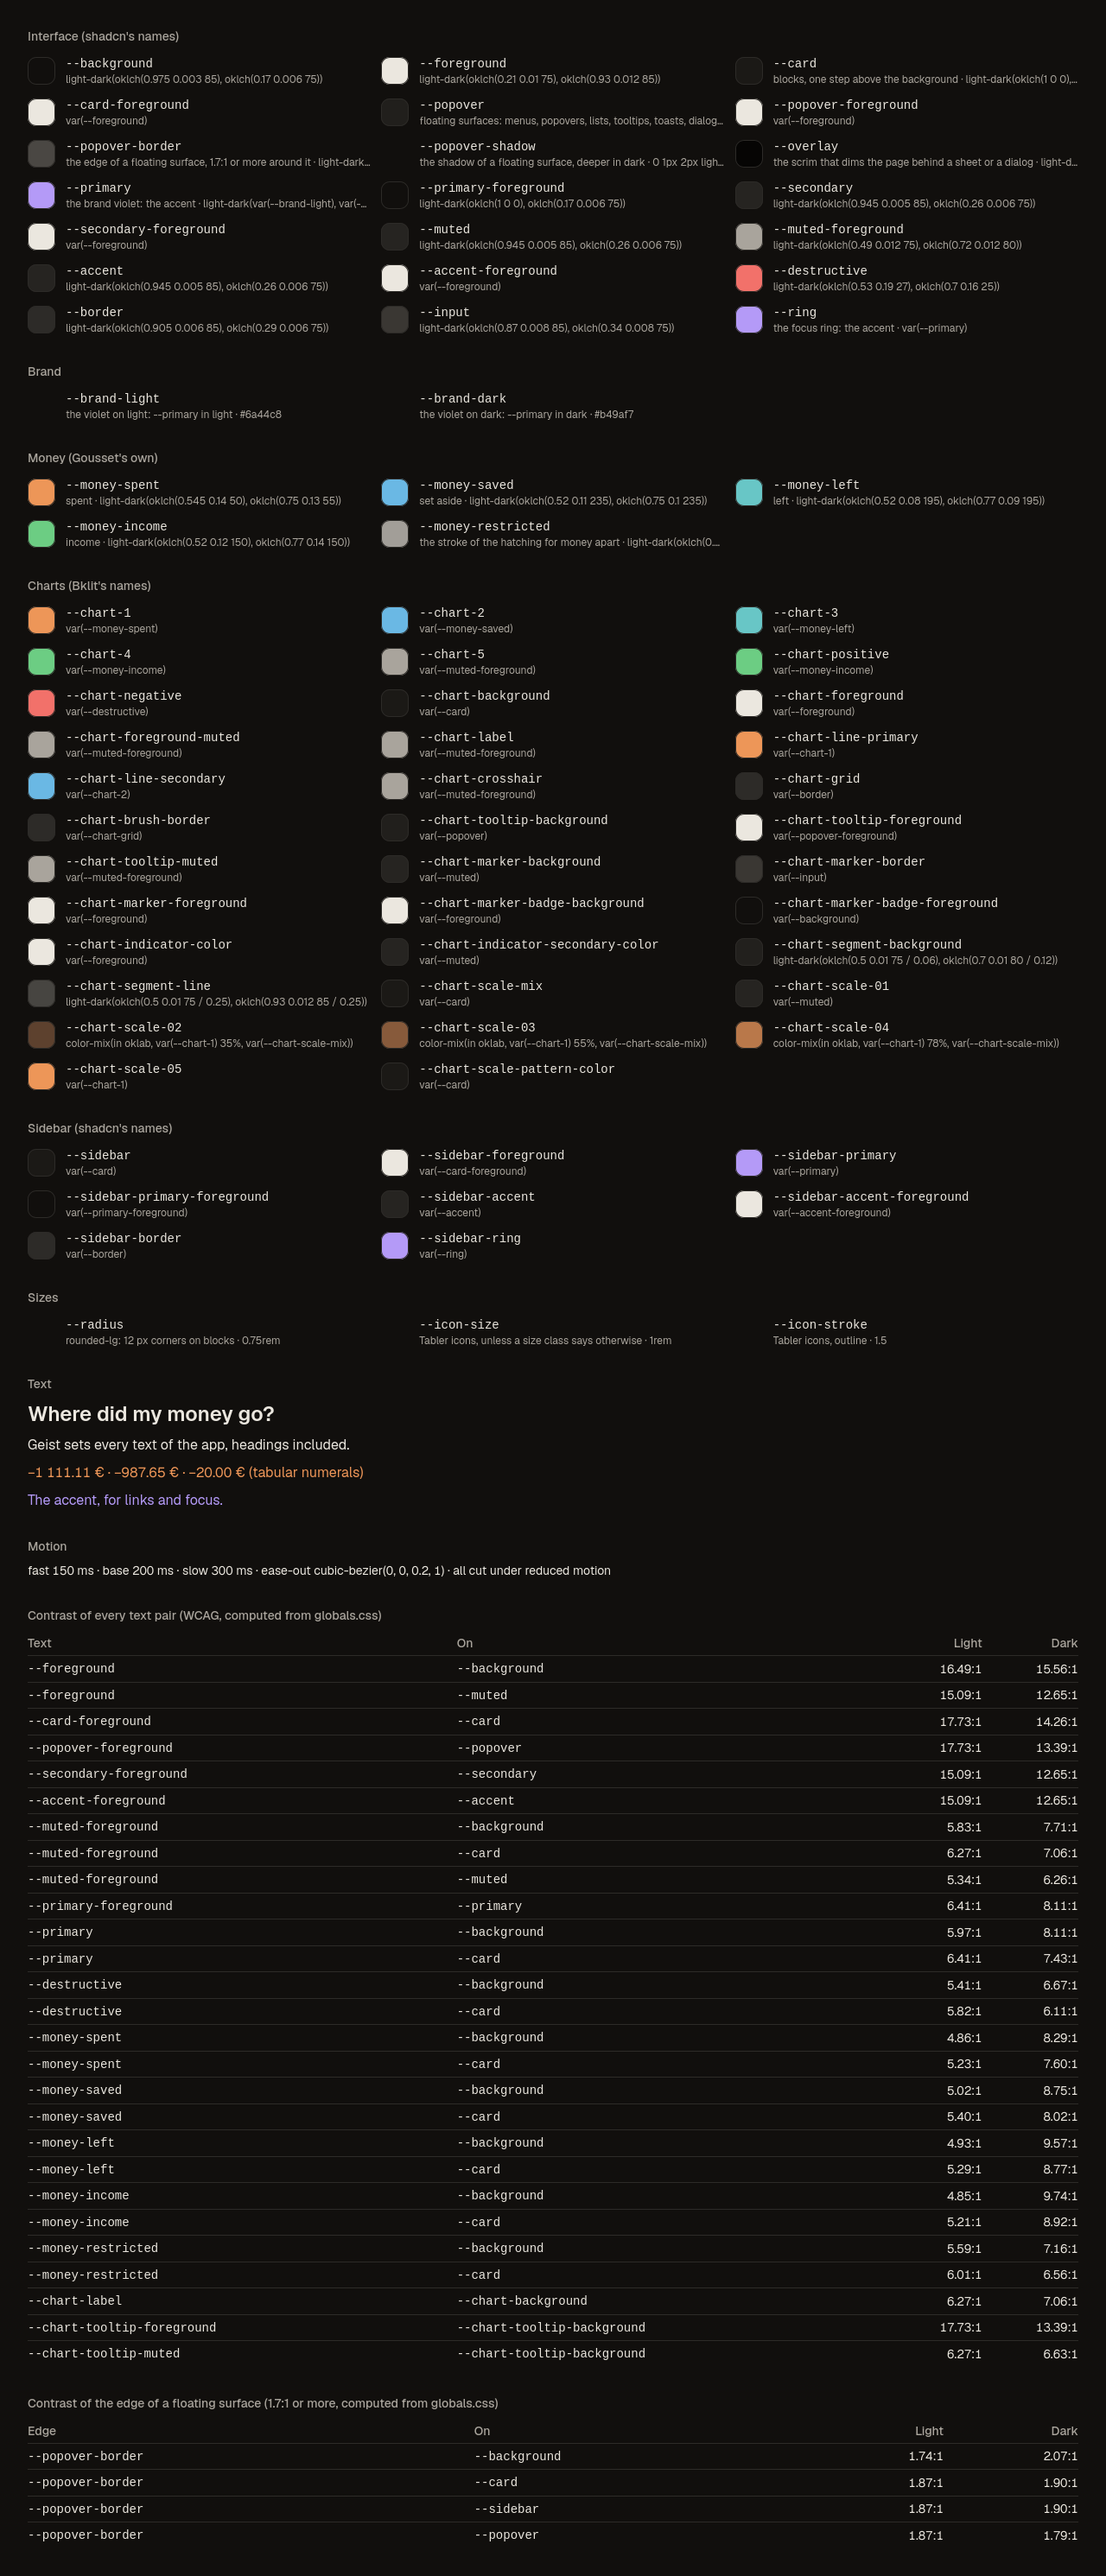 Interface (shadcn's names)
--background
light-dark(oklch(0.975 0.003 85), oklch(0.17 0.006 75))
--foreground
light-dark(oklch(0.21 0.01 75), oklch(0.93 0.012 85))
--card
blocks, one step above the background · light-dark(oklch(1 0 0),...
--card-foreground
var(--foreground)
--popover
floating surfaces: menus, popovers, lists, tooltips, toasts, dialog...
--popover-foreground
var(--foreground)
--popover-border
the edge of a floating surface, 1.7:1 or more around it · light-dark...
--popover-shadow
the shadow of a floating surface, deeper in dark · 0 1px 2px ligh...
--overlay
the scrim that dims the page behind a sheet or a dialog · light-d...
--primary
the brand violet: the accent · light-dark(var(--brand-light), var(-...
--primary-foreground
light-dark(oklch(1 0 0), oklch(0.17 0.006 75))
--secondary
light-dark(oklch(0.945 0.005 85), oklch(0.26 0.006 75))
--secondary-foreground
var(--foreground)
--muted
light-dark(oklch(0.945 0.005 85), oklch(0.26 0.006 75))
--muted-foreground
light-dark(oklch(0.49 0.012 75), oklch(0.72 0.012 80))
--accent
light-dark(oklch(0.945 0.005 85), oklch(0.26 0.006 75))
--accent-foreground
var(--foreground)
--destructive
light-dark(oklch(0.53 0.19 27), oklch(0.7 0.16 25))
--border
light-dark(oklch(0.905 0.006 85), oklch(0.29 0.006 75))
--input
light-dark(oklch(0.87 0.008 85), oklch(0.34 0.008 75))
--ring
the focus ring: the accent · var(--primary)
Brand
--brand-light
the violet on light: --primary in light · #6a44c8
--brand-dark
the violet on dark: --primary in dark · #b49af7
Money (Gousset's own)
--money-spent
spent · light-dark(oklch(0.545 0.14 50), oklch(0.75 0.13 55))
--money-saved
set aside · light-dark(oklch(0.52 0.11 235), oklch(0.75 0.1 235))
--money-left
left · light-dark(oklch(0.52 0.08 195), oklch(0.77 0.09 195))
--money-income
income · light-dark(oklch(0.52 0.12 150), oklch(0.77 0.14 150))
--money-restricted
the stroke of the hatching for money apart · light-dark(oklch(0....
Charts (Bklit's names)
--chart-1
var(--money-spent)
--chart-2
var(--money-saved)
--chart-3
var(--money-left)
--chart-4
var(--money-income)
--chart-5
var(--muted-foreground)
--chart-positive
var(--money-income)
--chart-negative
var(--destructive)
--chart-background
var(--card)
--chart-foreground
var(--foreground)
--chart-foreground-muted
var(--muted-foreground)
--chart-label
var(--muted-foreground)
--chart-line-primary
var(--chart-1)
--chart-line-secondary
var(--chart-2)
--chart-crosshair
var(--muted-foreground)
--chart-grid
var(--border)
--chart-brush-border
var(--chart-grid)
--chart-tooltip-background
var(--popover)
--chart-tooltip-foreground
var(--popover-foreground)
--chart-tooltip-muted
var(--muted-foreground)
--chart-marker-background
var(--muted)
--chart-marker-border
var(--input)
--chart-marker-foreground
var(--foreground)
--chart-marker-badge-background
var(--foreground)
--chart-marker-badge-foreground
var(--background)
--chart-indicator-color
var(--foreground)
--chart-indicator-secondary-color
var(--muted)
--chart-segment-background
light-dark(oklch(0.5 0.01 75 / 0.06), oklch(0.7 0.01 80 / 0.12))
--chart-segment-line
light-dark(oklch(0.5 0.01 75 / 0.25), oklch(0.93 0.012 85 / 0.25))
--chart-scale-mix
var(--card)
--chart-scale-01
var(--muted)
--chart-scale-02
color-mix(in oklab, var(--chart-1) 35%, var(--chart-scale-mix))
--chart-scale-03
color-mix(in oklab, var(--chart-1) 55%, var(--chart-scale-mix))
--chart-scale-04
color-mix(in oklab, var(--chart-1) 78%, var(--chart-scale-mix))
--chart-scale-05
var(--chart-1)
--chart-scale-pattern-color
var(--card)
Sidebar (shadcn's names)
--sidebar
var(--card)
--sidebar-foreground
var(--card-foreground)
--sidebar-primary
var(--primary)
--sidebar-primary-foreground
var(--primary-foreground)
--sidebar-accent
var(--accent)
--sidebar-accent-foreground
var(--accent-foreground)
--sidebar-border
var(--border)
--sidebar-ring
var(--ring)
Sizes
--radius
rounded-lg: 12 px corners on blocks · 0.75rem
--icon-size
Tabler icons, unless a size class says otherwise · 1rem
--icon-stroke
Tabler icons, outline · 1.5
Text
Where did my money go?
Geist sets every text of the app, headings included.
−1 111.11 € · −987.65 € · −20.00 € (tabular numerals)
The accent, for links and focus.
Motion
fast 150 ms · base 200 ms · slow 300 ms · ease-out cubic-bezier(0, 0, 0.2, 1) · all cut under reduced motion
Contrast of every text pair (WCAG, computed from globals.css)
Text On Light Dark
--foreground --background 16.49:1 15.56:1
--foreground --muted 15.09:1 12.65:1
--card-foreground --card 17.73:1 14.26:1
--popover-foreground --popover 17.73:1 13.39:1
--secondary-foreground --secondary 15.09:1 12.65:1
--accent-foreground --accent 15.09:1 12.65:1
--muted-foreground --background 5.83:1 7.71:1
--muted-foreground --card 6.27:1 7.06:1
--muted-foreground --muted 5.34:1 6.26:1
--primary-foreground --primary 6.41:1 8.11:1
--primary --background 5.97:1 8.11:1
--primary --card 6.41:1 7.43:1
--destructive --background 5.41:1 6.67:1
--destructive --card 5.82:1 6.11:1
--money-spent --background 4.86:1 8.29:1
--money-spent --card 5.23:1 7.60:1
--money-saved --background 5.02:1 8.75:1
--money-saved --card 5.40:1 8.02:1
--money-left --background 4.93:1 9.57:1
--money-left --card 5.29:1 8.77:1
--money-income --background 4.85:1 9.74:1
--money-income --card 5.21:1 8.92:1
--money-restricted --background 5.59:1 7.16:1
--money-restricted --card 6.01:1 6.56:1
--chart-label --chart-background 6.27:1 7.06:1
--chart-tooltip-foreground --chart-tooltip-background 17.73:1 13.39:1
--chart-tooltip-muted --chart-tooltip-background 6.27:1 6.63:1
Contrast of the edge of a floating surface (1.7:1 or more, computed from globals.css)
Edge On Light Dark
--popover-border --background 1.74:1 2.07:1
--popover-border --card 1.87:1 1.90:1
--popover-border --sidebar 1.87:1 1.90:1
--popover-border --popover 1.87:1 1.79:1